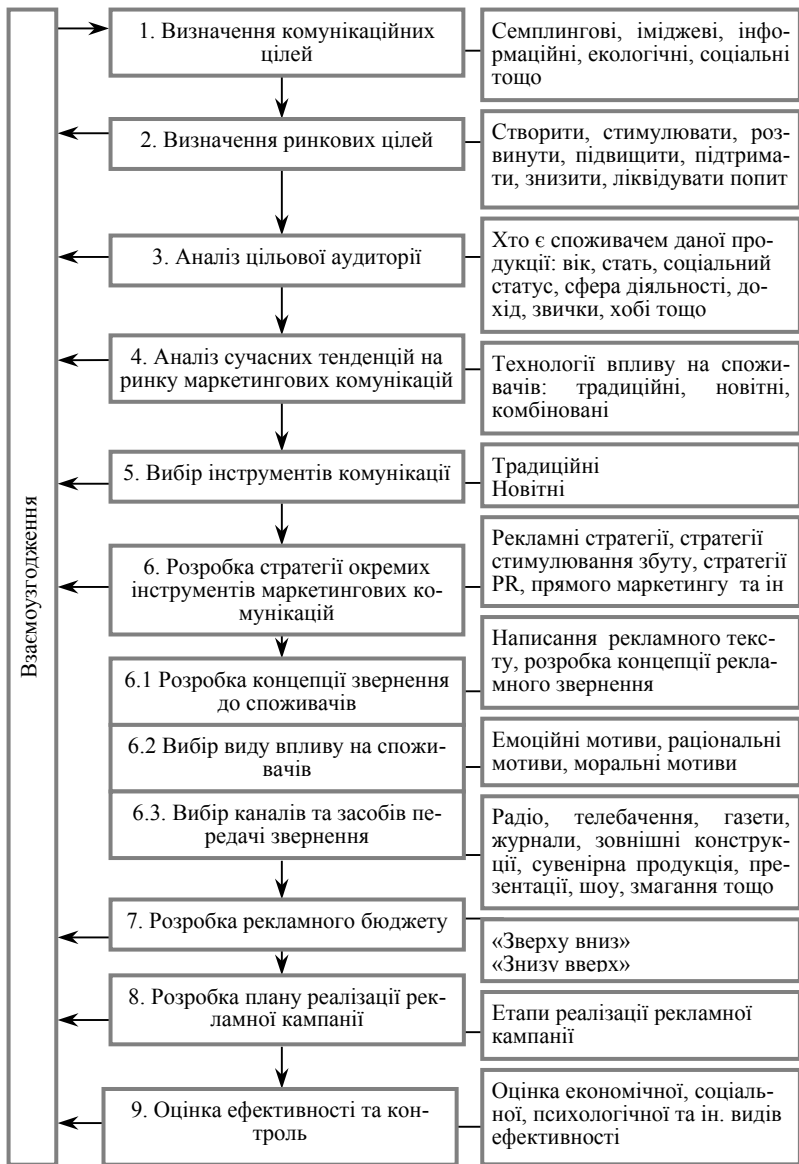 Взаємоузгодження
1. Визначення комунікаційних
цілей
Семплингові, іміджеві, інфо-
рмаційні, екологічні, соціальні
тощо
2. Визначення ринкових цілей
Створити, стимулювати, роз-
винути, підвищити, підтрима-
ти, знизити, ліквідувати попит
3. Аналіз цільової аудиторії
Хто є споживачем даної про-
дукції: вік, стать, соціальний
статус, сфера діяльності, до-
хід, звички, хобі тощо
4. Аналіз сучасних тенденцій на
ринку маркетингових комунікацій
Технології впливу на спожи-
вачів: традиційні, новітні,
комбіновані
5. Вибір інструментів комунікації
Традиційні
Новітні
6. Розробка стратегії окремих
інструментів маркетингових ко-
мунікацій
Рекламні стратегії, стратегії
стимулювання збуту, стратегії
PR, прямого маркетингу та ін
6.1 Розробка концепції звернення
до споживачів
Написання рекламного текс-
ту, розробка концепції рекла-
много звернення
6.2 Вибір виду впливу на спожи-
вачів
Емоційні мотиви, раціональні
мотиви, моральні мотиви
6.3. Вибір каналів та засобів пе-
редачі звернення
Радіо, телебачення, газети,
журнали, зовнішні конструк-
ції, сувенірна продукція, пре-
зентації, шоу, змагання тощо
7. Розробка рекламного бюджету
«Зверху вниз»
«Знизу вверх»
8. Розробка плану реалізації рек-
ламної кампанії
Етапи реалізації рекламної
кампанії
9. Оцінка ефективності та кон-
троль
Оцінка економічної, соціаль-
ної, психологічної та ін. видів
ефективності